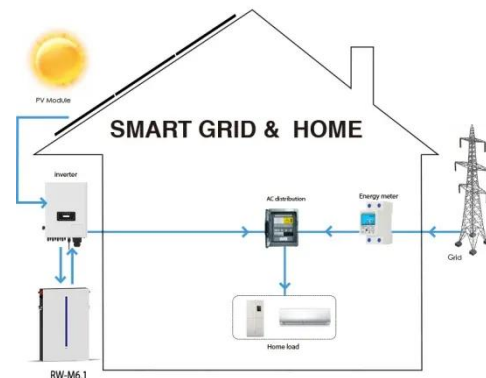 PV Module
SMART GRID & HOME
inverter
AC distribution
Energy meter
Grid
Home load
RW-M6.1